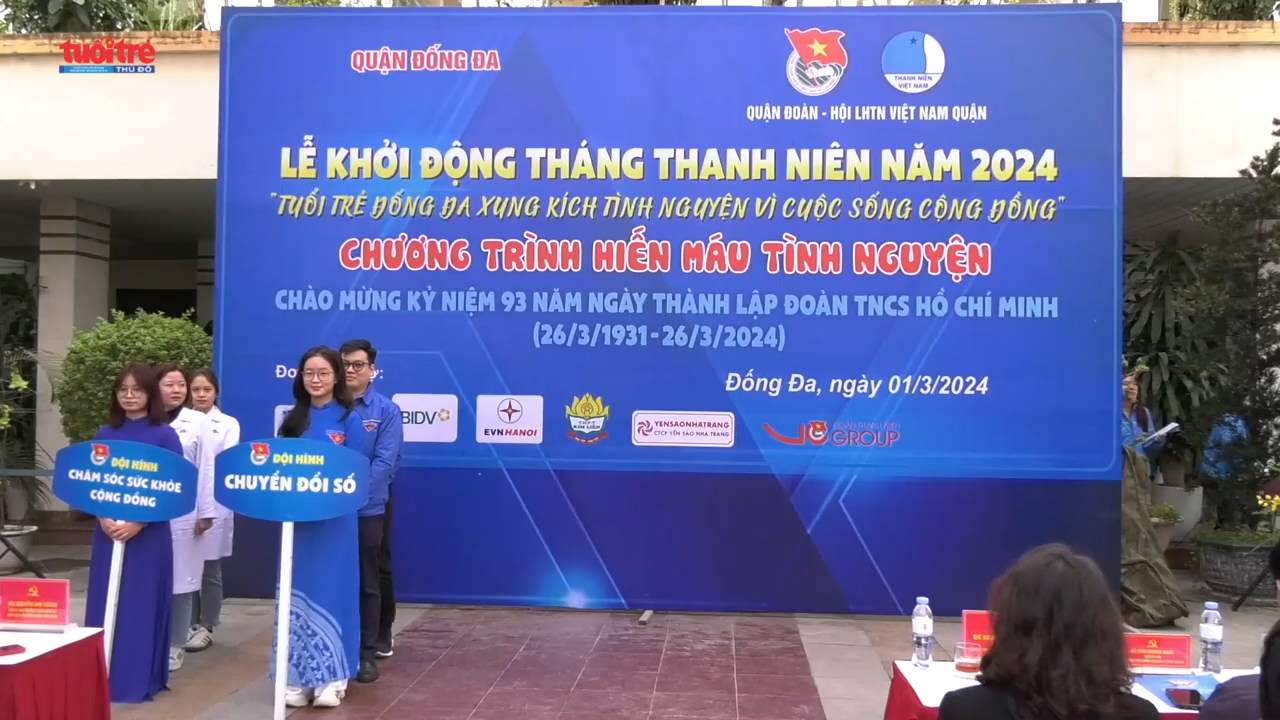 tuổitrẻ
THỦ ĐÔ
QUẬN ĐỐNG ĐA
THANH NIÊN
VIỆT NAM
QUẬN ĐOÀN - HỘI LHTN VIỆT NAM QUẬN
LỄ KHỞI ĐỘNG THÁNG THANH NIÊN NĂM 2024
"TUỔI TRẺ ĐỐNG ĐA XUNG KÍCH TÌNH NGUYỆN VÌ CUỘC SỐNG CỘNG ĐỒNG"
CHƯƠNG TRÌNH HIẾN MÁU TÌNH NGUYỆN
CHÀO MỪNG KỶ NIỆM 93 NĂM NGÀY THÀNH LẬP ĐOÀN TNCS HỒ CHÍ MINH
(26/3/1931-26/3/2024)
Đống Đa, ngày 01/3/2024
BIDV
EVNHANOI
THPT
KIM LIÊN
YENSAONHATRANG
CTCP YẾN SÀO NHA TRANG
GROUP
ĐỘI HÌNH
CHĂM SÓC SỨC KHỎE
CỘNG ĐỒNG
ĐỘI HÌNH
CHUYỂN ĐỔI SỐ